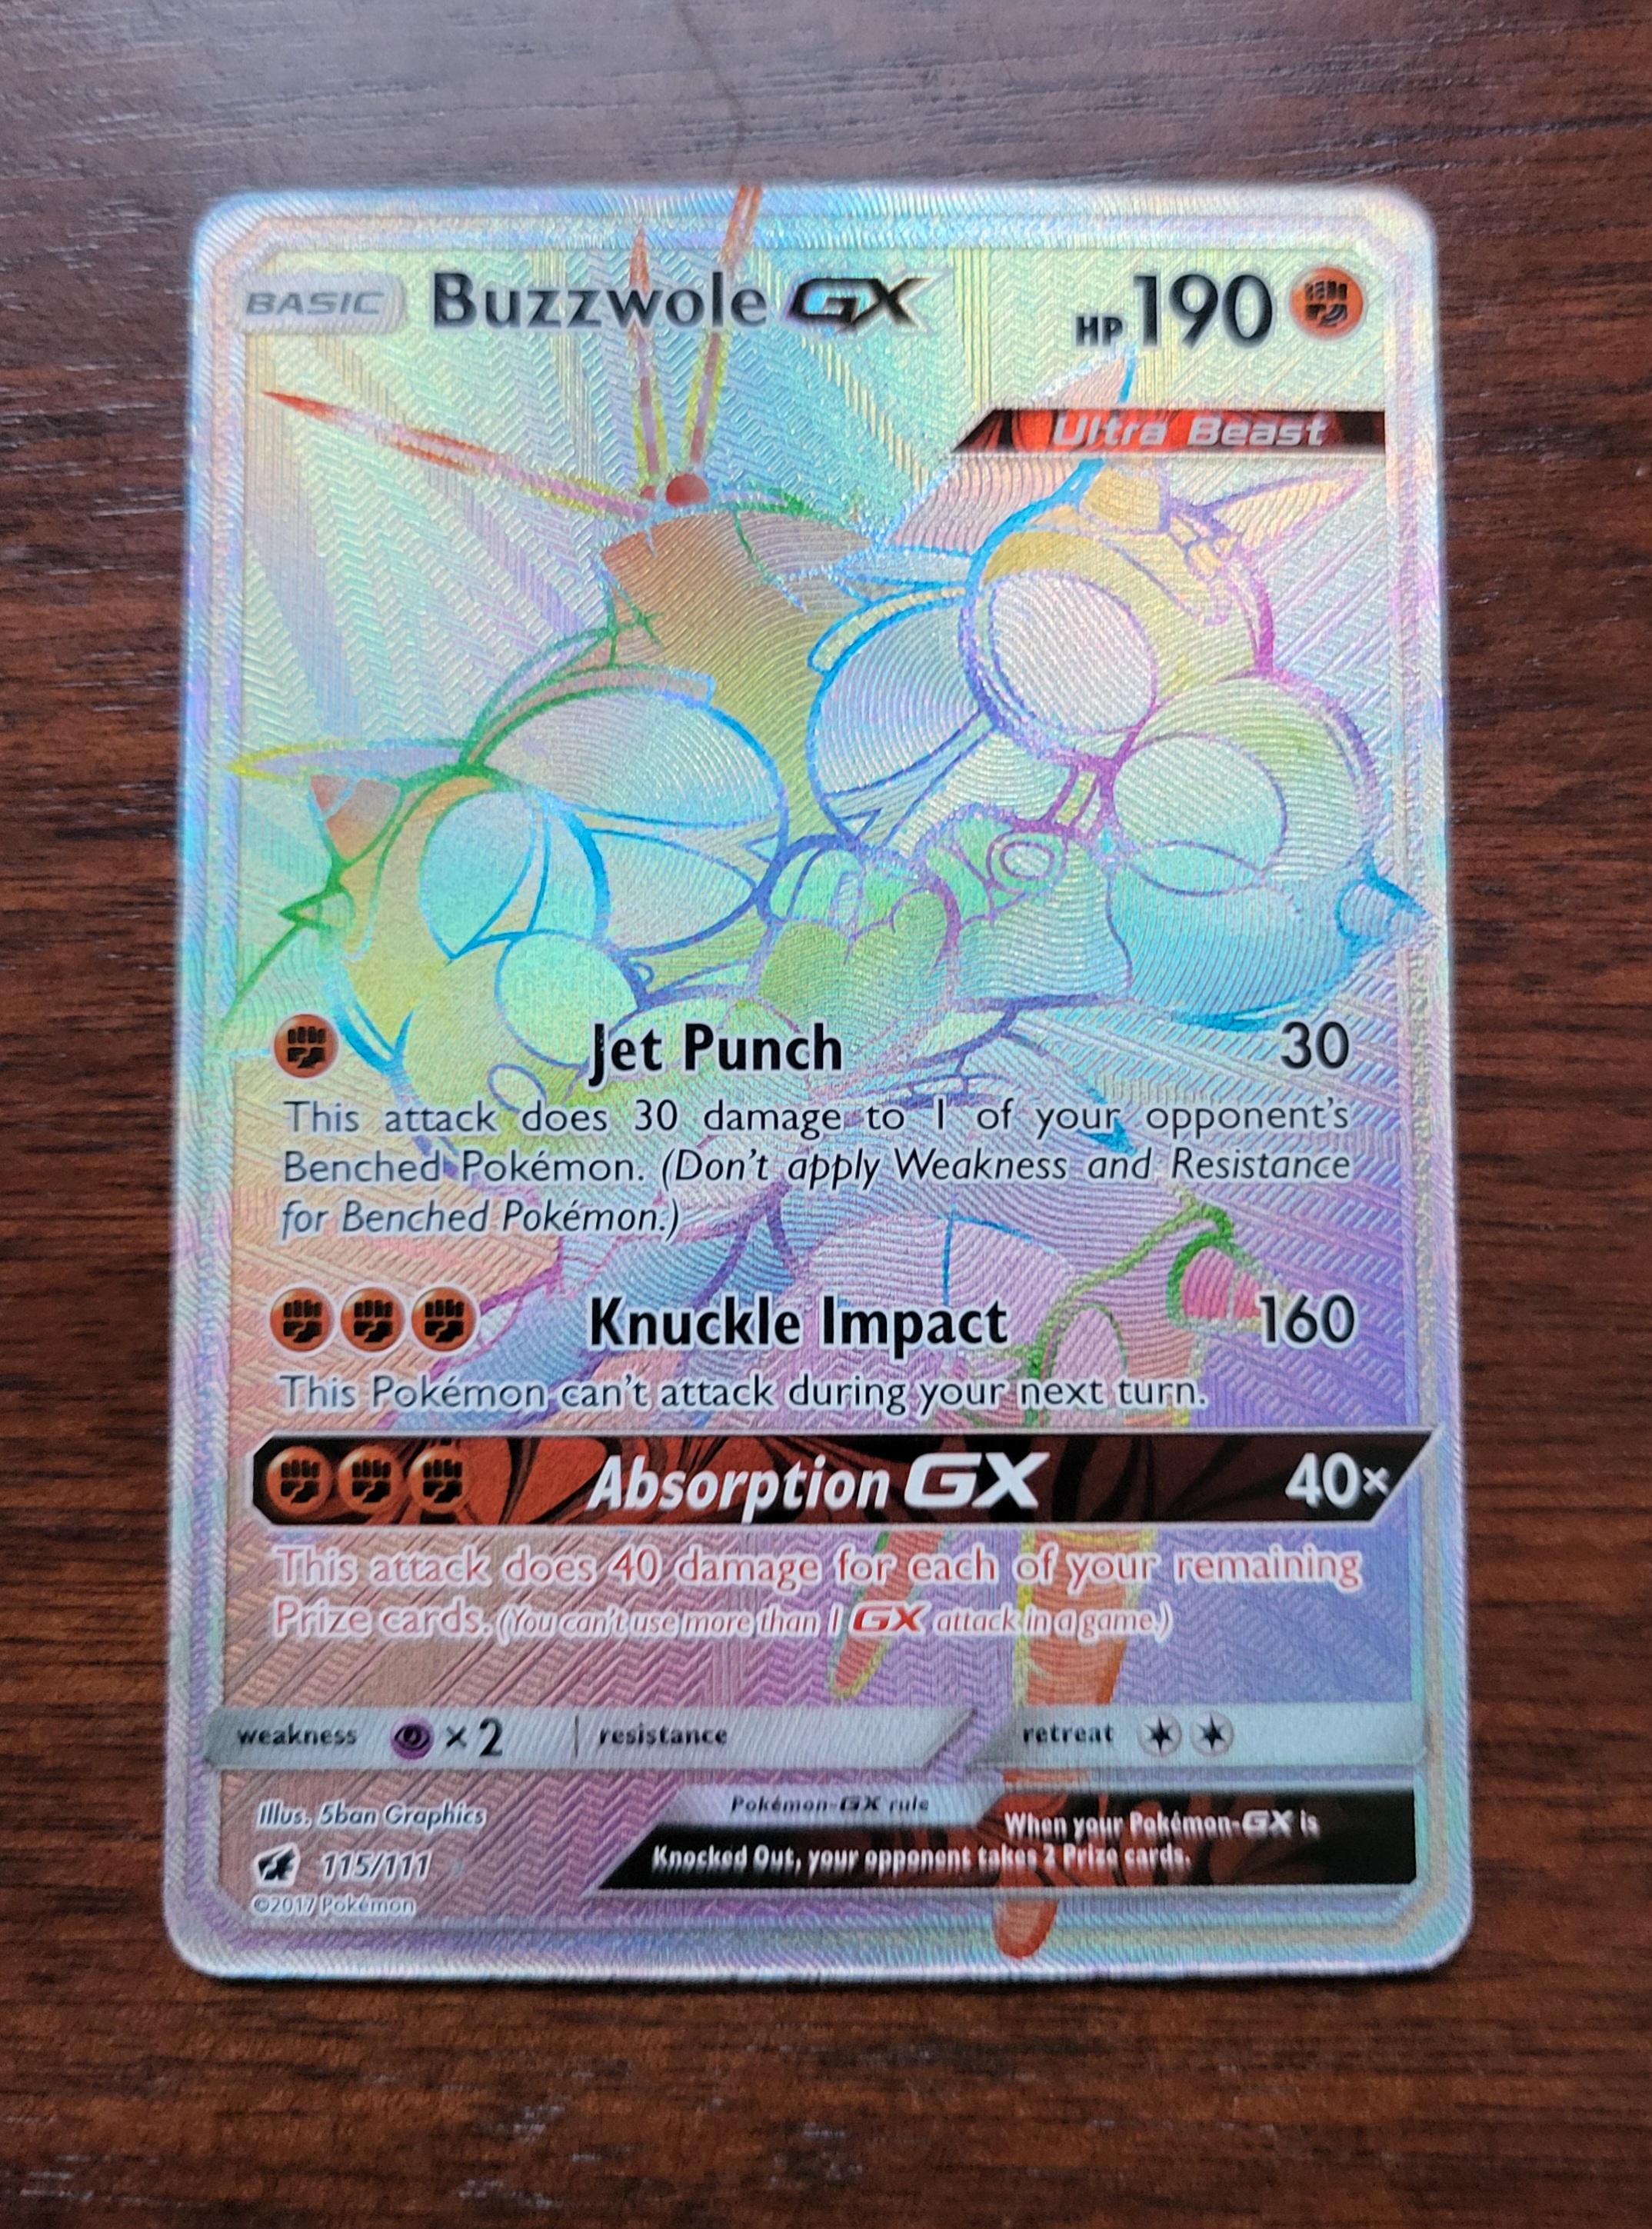 BASIC Buzzwole GX HP 190
Ultra Beast
Jet Punch 30
This attack does 30 damage to 1 of your opponent's
Benched Pokémon. (Don't apply Weakness and Resistance
for Benched Pokémon.)
Knuckle Impact 160
This Pokémon can't attack during your next turn.
Absorption GX 40×
This attack does 40 damage for each of your remaining
Prize cards. (You can't use more than 1 GX attack in a game.)
weakness × 2 resistance retreat
Illus. 5ban Graphics
Pokémon-GX rule
When your Pokémon-GX is
Knocked Out, your opponent takes 2 Prize cards.
115/111
©2017 Pokémon